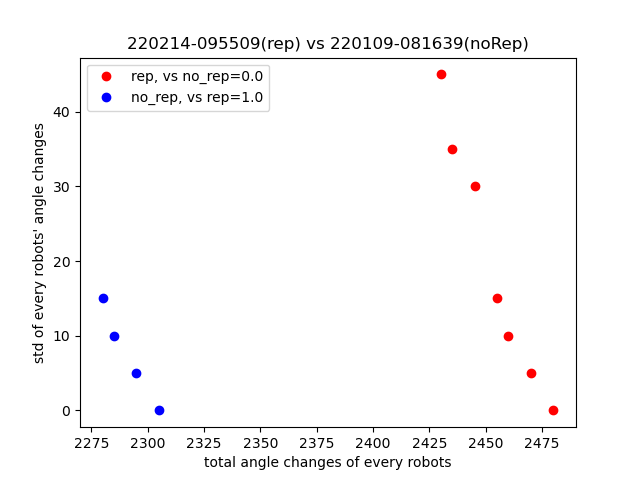 220214-095509(rep) vs 220109-081639(noRep)
rep, vs no_rep=0.0
no_rep, vs rep=1.0
std of every robots' angle changes
40
30
20
10
0
2275 2300 2325 2350 2375 2400 2425 2450 2475
total angle changes of every robots